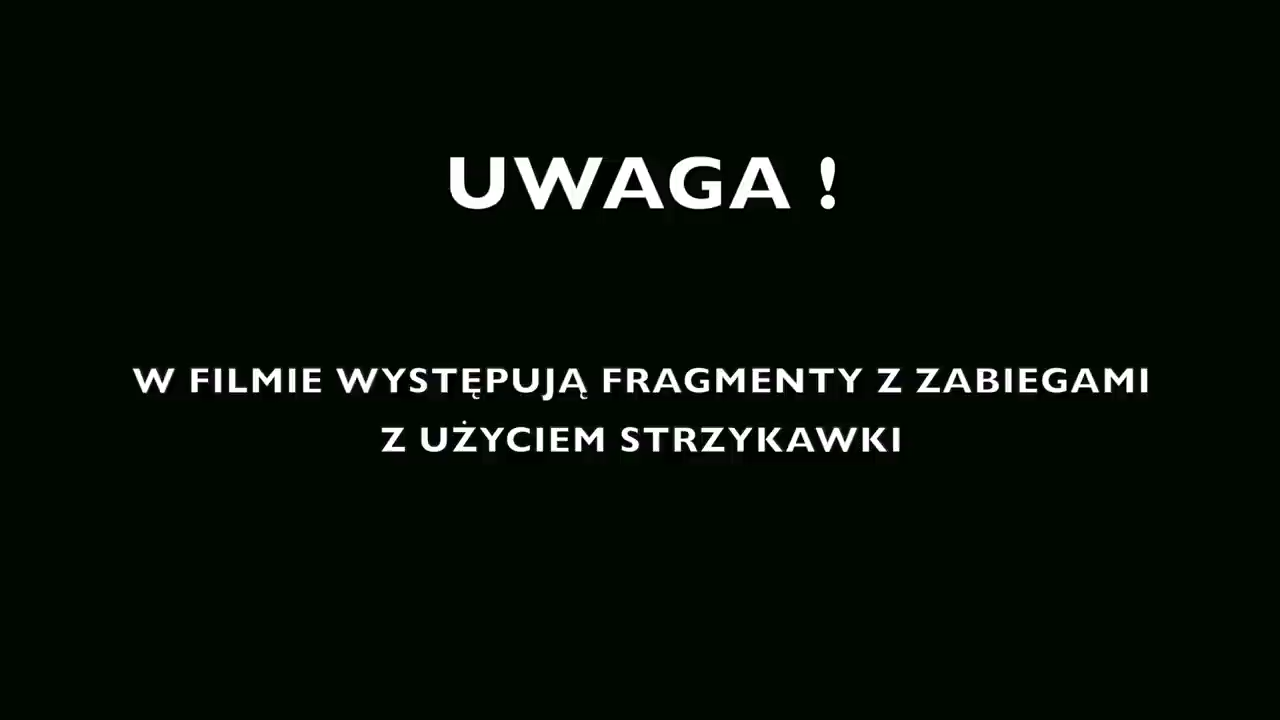 UWAGA !
W FILMIE WYSTĘPUJĄ FRAGMENTY Z ZABIEGAMI
Z UŻYCIEM STRZYKAWKI